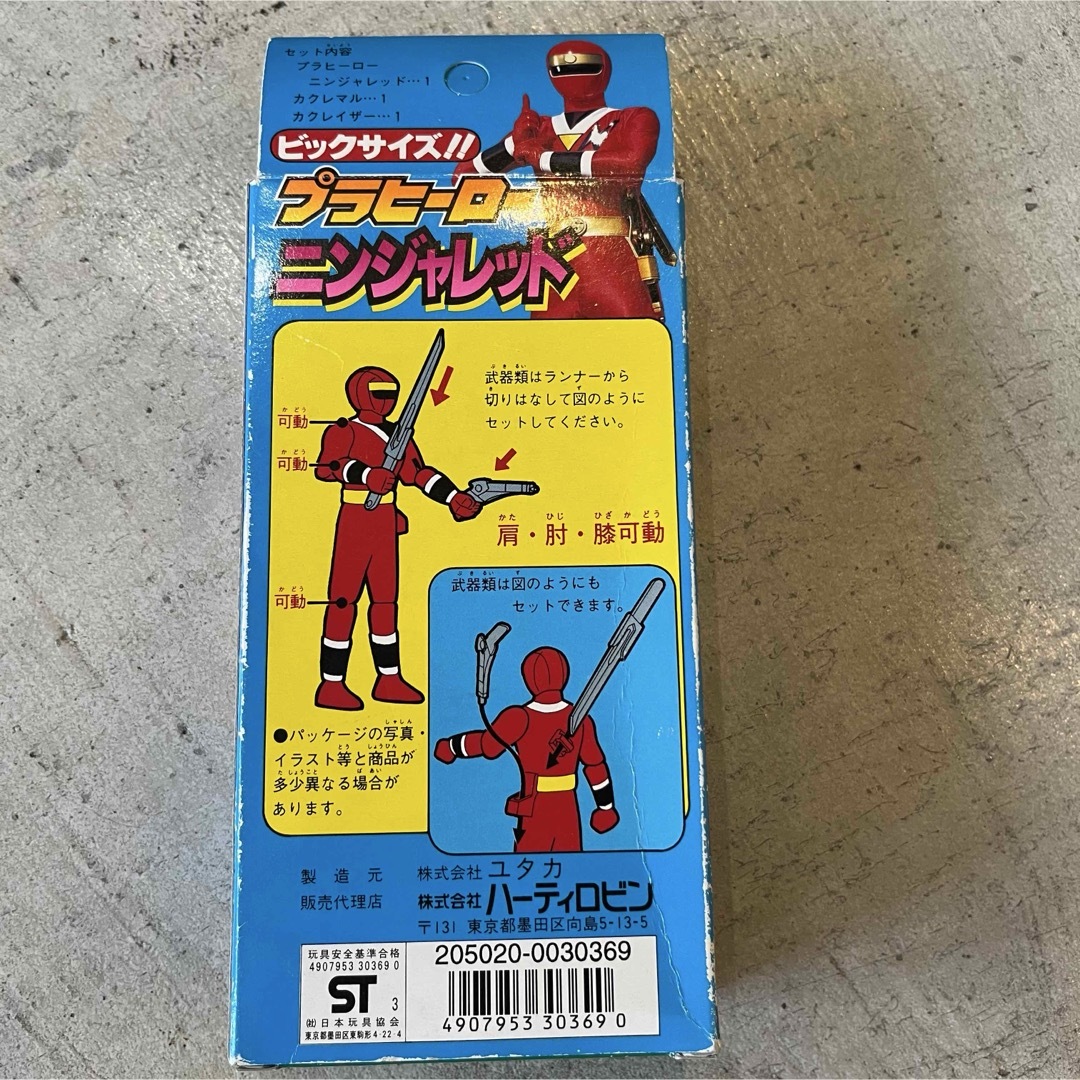 セット内容
プラヒーロー
ニンジャレッド…1
カクレマル…1
カクレイザー…1
ビックサイズ!!
プラヒーロー
ニンジャレッド
武器類はランナーから
切りはなして図のように
セットしてください。
可動
可動
肩・肘・膝可動
可動
武器類は図のようにも
セットできます。
●パッケージの写真・
イラスト等と商品が
多少異なる場合が
あります。
製造元 株式会社 ユタカ
販売代理店 株式会社 ハーティロビン
〒131 東京都墨田区向島5-13-5
玩具安全基準合格
4907953 30369 0
ST 3
㈳日本玩具協会
東京都墨田区東駒形4-22-4
205020-0030369
4907953 303690